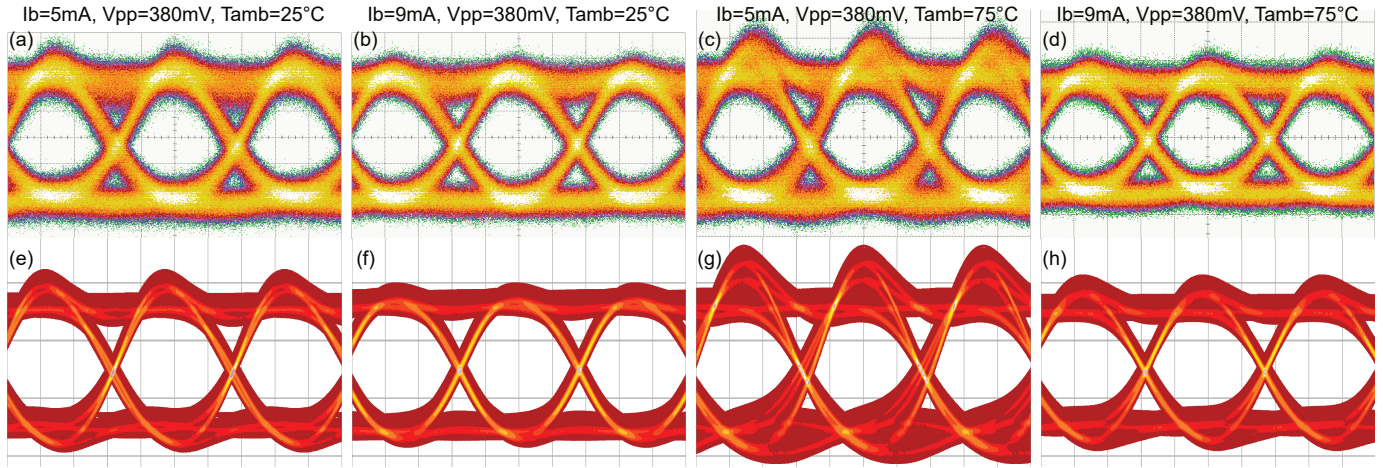 Ib=5mA, Vpp=380mV, Tamb=25°C
Ib=9mA, Vpp=380mV, Tamb=25°C
Ib=5mA, Vpp=380mV, Tamb=75°C
Ib=9mA, Vpp=380mV, Tamb=75°C
(a)
(b)
(c)
(d)
(e)
(f)
(g)
(h)